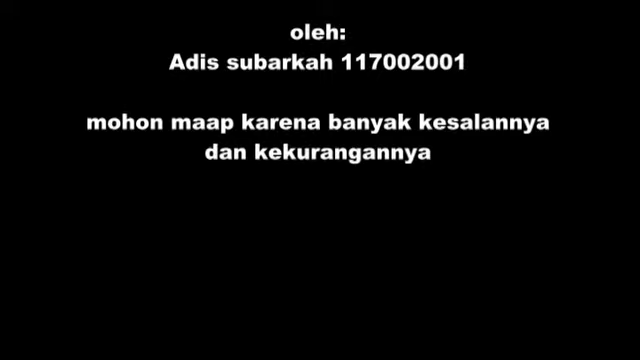 oleh:
Adis subarkah 117002001
mohon maap karena banyak kesalannya
dan kekurangannya